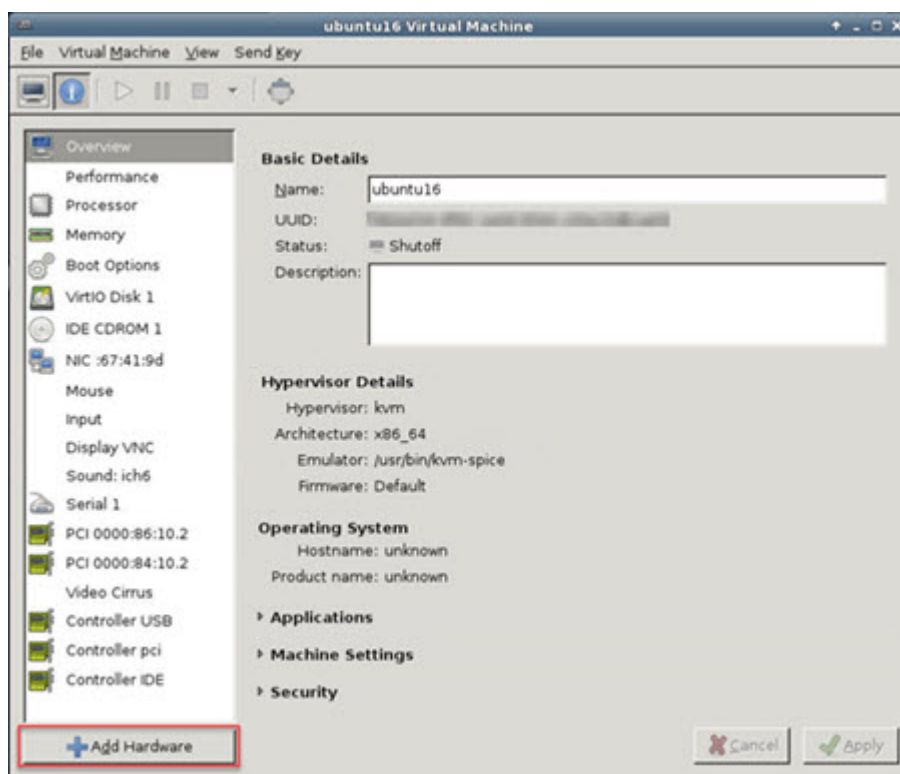 ubuntu16 Virtual Machine
File Virtual Machine View Send Key
Overview
Performance
Processor
Memory
Boot Options
VirtIO Disk 1
IDE CDROM 1
NIC :67:41:9d
Mouse
Input
Display VNC
Sound: ich6
Serial 1
PCI 0000:86:10.2
PCI 0000:84:10.2
Video Cirrus
Controller USB
Controller pci
Controller IDE
Add Hardware
Basic Details
Name: ubuntu16
UUID:
Status: Shutoff
Description:
Hypervisor Details
Hypervisor: kvm
Architecture: x86_64
Emulator: /usr/bin/kvm-spice
Firmware: Default
Operating System
Hostname: unknown
Product name: unknown
Applications
Machine Settings
Security
Cancel Apply